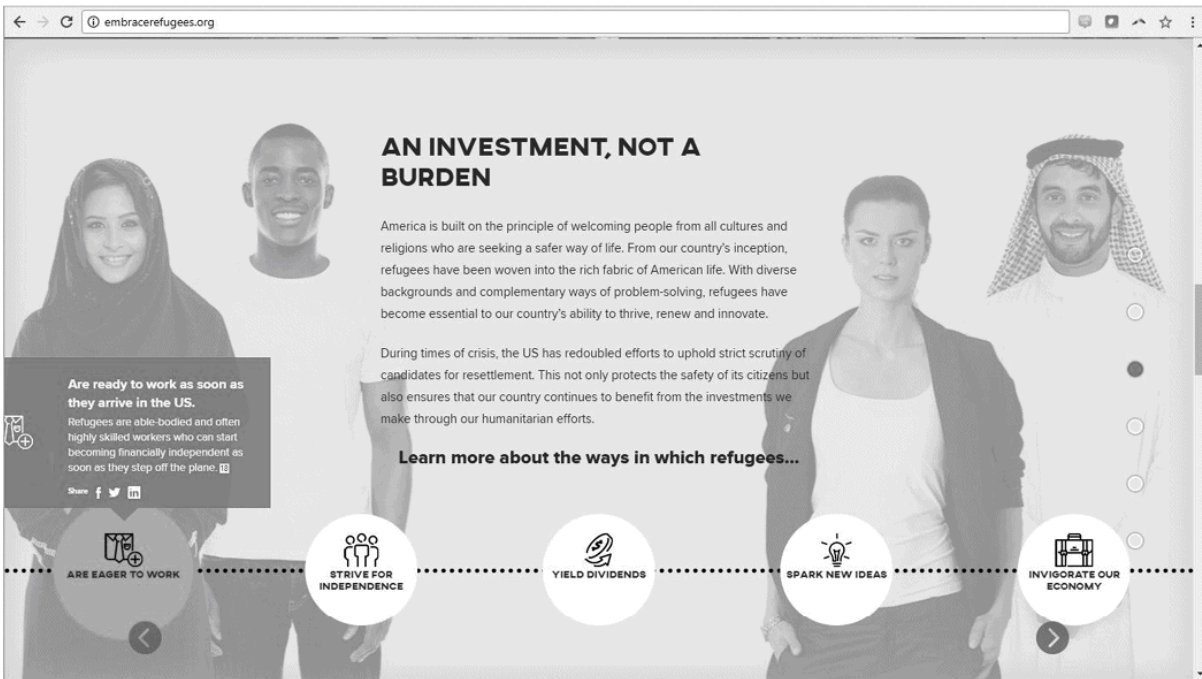 embracerefugees.org
AN INVESTMENT, NOT A
BURDEN
America is built on the principle of welcoming people from all cultures and
religions who are seeking a safer way of life. From our country's inception,
refugees have been woven into the rich fabric of American life. With diverse
backgrounds and complementary ways of problem-solving, refugees have
become essential to our country's ability to thrive, renew and innovate.
During times of crisis, the US has redoubled efforts to uphold strict scrutiny of
candidates for resettlement. This not only protects the safety of its citizens but
also ensures that our country continues to benefit from the investments we
make through our humanitarian efforts.
Learn more about the ways in which refugees...
Are ready to work as soon as
they arrive in the US.
Refugees are able-bodied and often
highly skilled workers who can start
becoming financially independent as
soon as they step off the plane. 18
Share f in
ARE EAGER TO WORK
STRIVE FOR
INDEPENDENCE
YIELD DIVIDENDS
SPARK NEW IDEAS
INVIGORATE OUR
ECONOMY